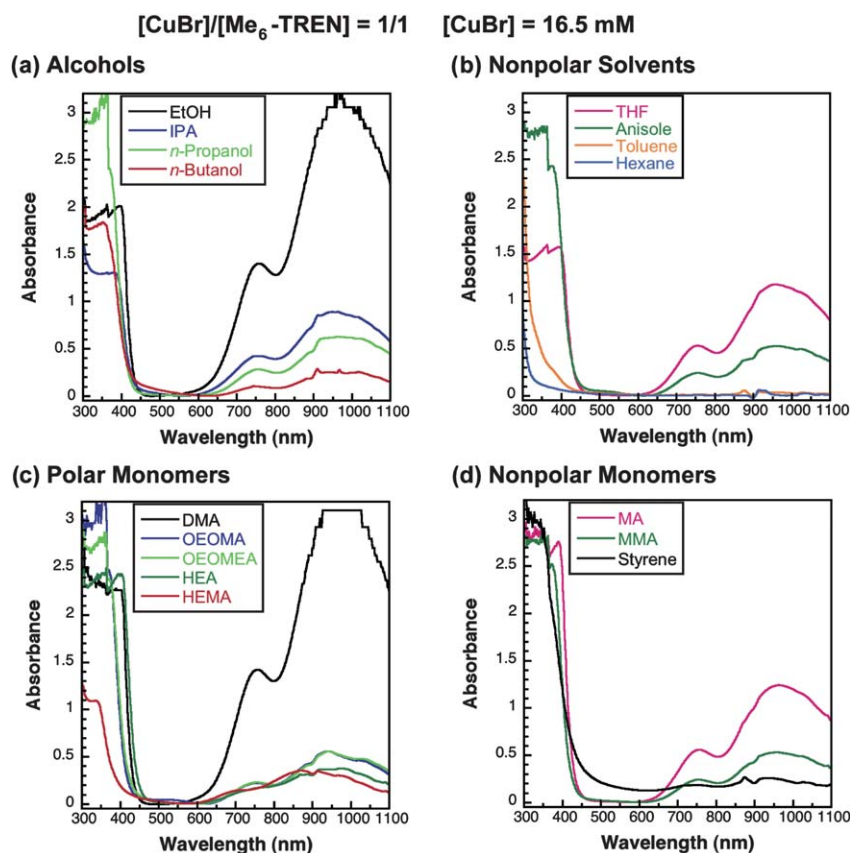 [CuBr]/[Me6-TREN] = 1/1 [CuBr] = 16.5 mM
(a) Alcohols
EtOH
IPA
n-Propanol
n-Butanol
Absorbance
3
2.5
2
1.5
1
0.5
0
300 400 500 600 700 800 900 1000 1100
Wavelength (nm)
(b) Nonpolar Solvents
THF
Anisole
Toluene
Hexane
Absorbance
3
2.5
2
1.5
1
0.5
0
300 400 500 600 700 800 900 1000 1100
Wavelength (nm)
(c) Polar Monomers
DMA
OEOMA
OEOMEA
HEA
HEMA
Absorbance
3
2.5
2
1.5
1
0.5
0
300 400 500 600 700 800 900 1000 1100
Wavelength (nm)
(d) Nonpolar Monomers
MA
MMA
Styrene
Absorbance
3
2.5
2
1.5
1
0.5
0
300 400 500 600 700 800 900 1000 1100
Wavelength (nm)